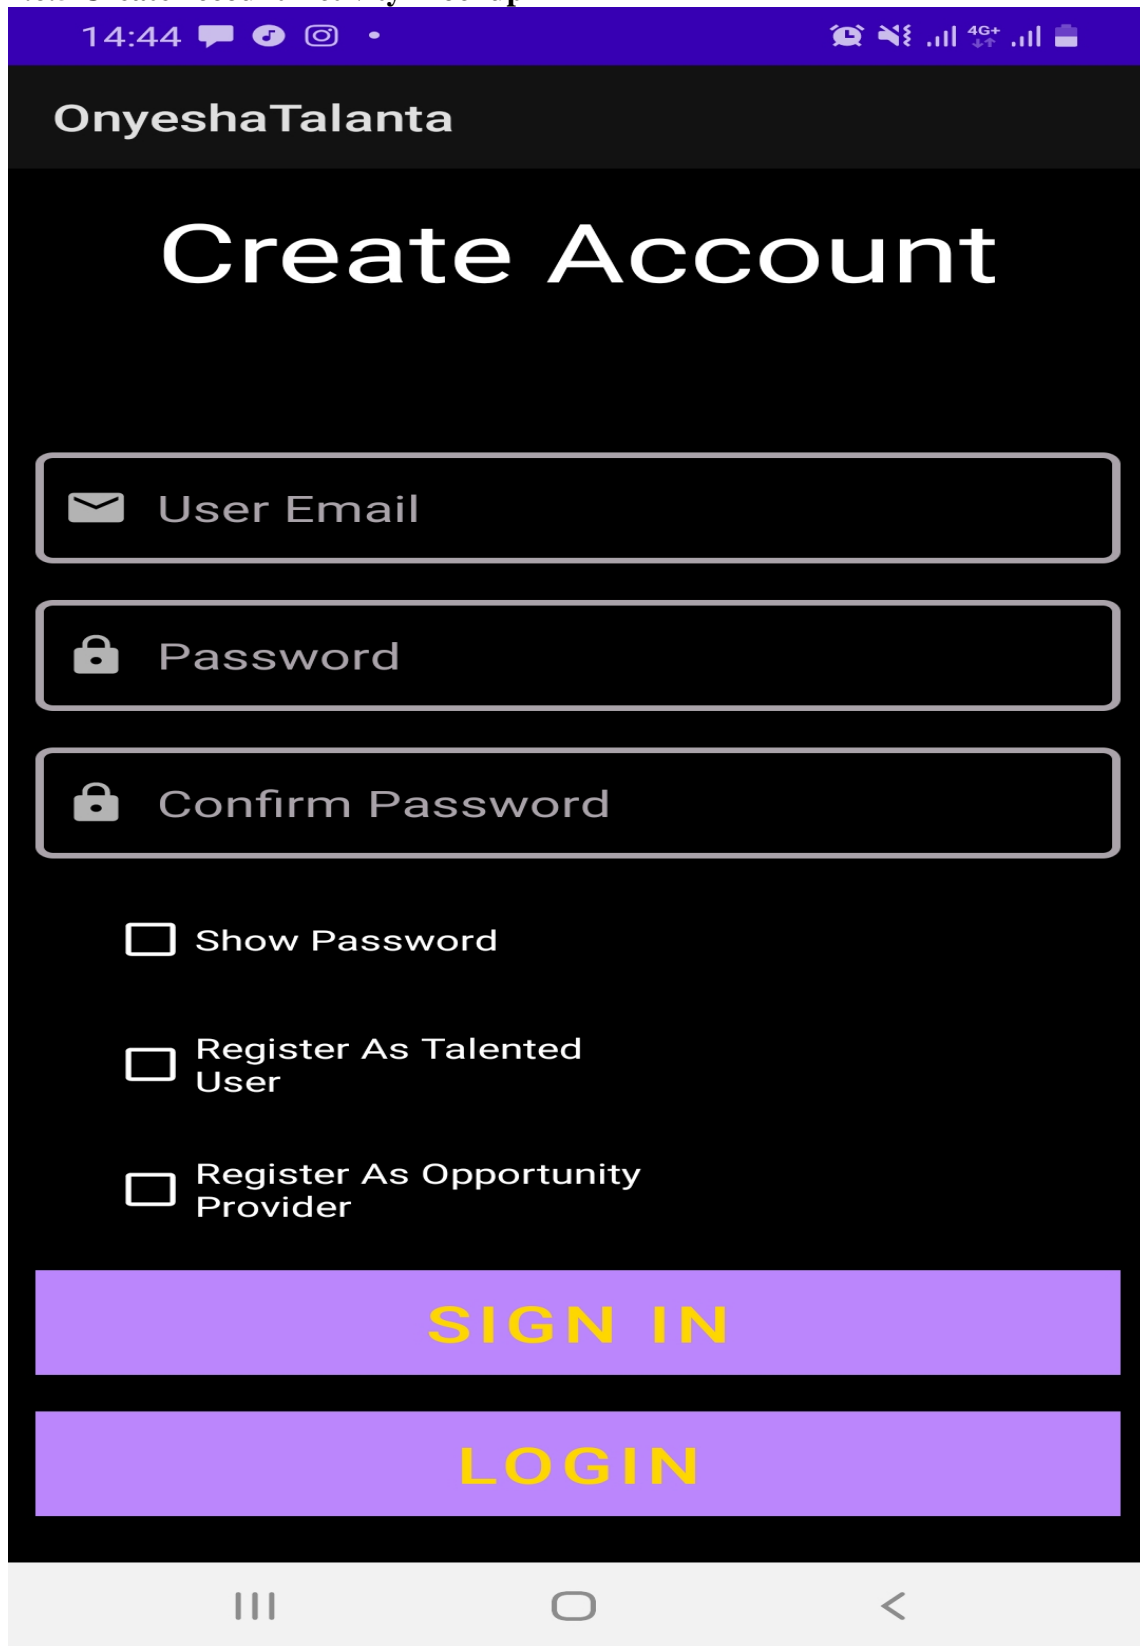 14:44
4G+
OnyeshaTalanta
Create Account
User Email
Password
Confirm Password
Show Password
Register As Talented
User
Register As Opportunity
Provider
SIGN IN
LOGIN